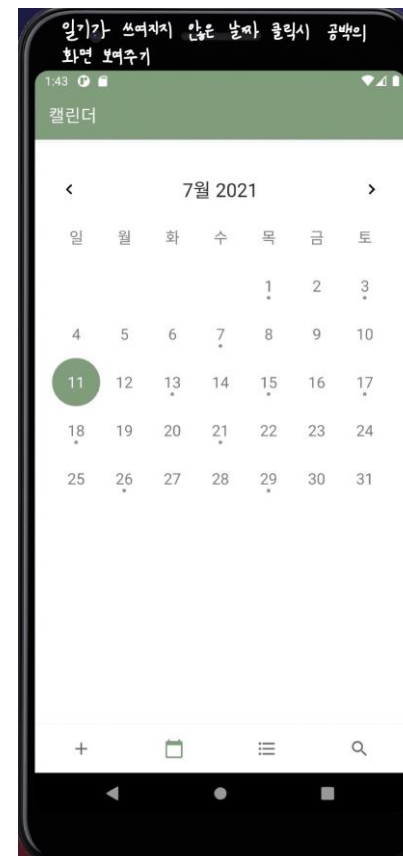 일기가 쓰여지지 않은 날짜 클릭시 공백의
화면 보여주기
1:43
캘린더
7월 2021
일 월 화 수 목 금 토
1 2 3
4 5 6 7 8 9 10
11 12 13 14 15 16 17
18 19 20 21 22 23 24
25 26 27 28 29 30 31